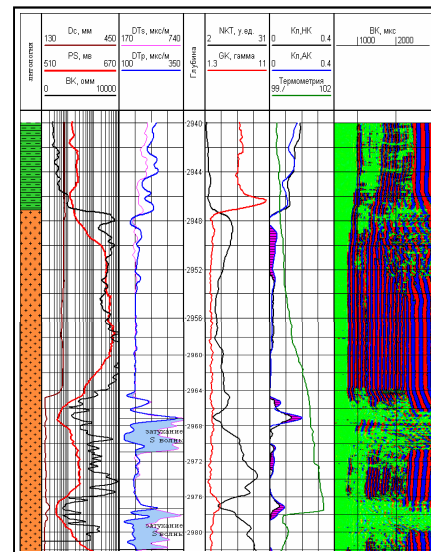 литология
Dc, мм
130 450
PS, мв
510 670
ВК, омм
0 10000
DTs, мкс/м
170 740
DTp, мкс/м
100 350
Глубина
NKT, у.ед.
2 31
GK, гамма
1.3 11
Кп,НК
0 0.4
Кп,АК
0 0.4
Термометрия
99.7 102
ВК, мкс
1000 2000
2940
2944
2948
2952
2956
2960
2964
2968
затухание
S волны
2972
2976
затухание
S волны
2980